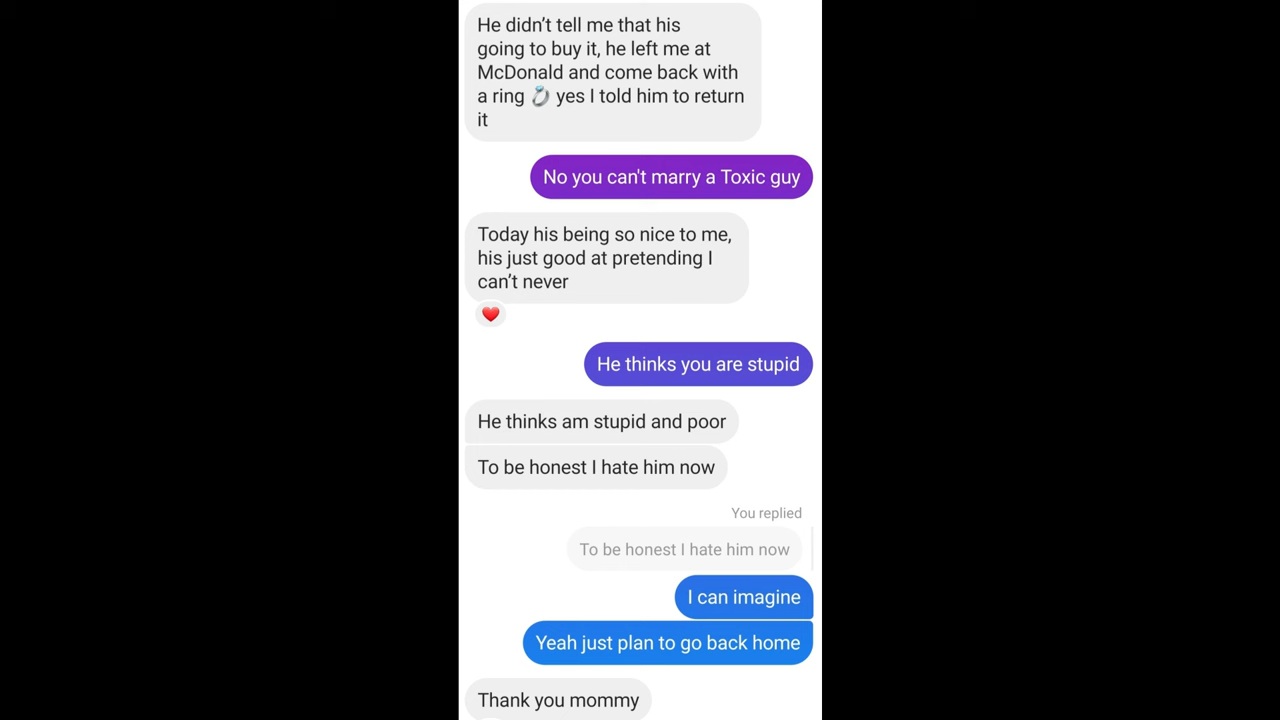 He didn’t tell me that his
going to buy it, he left me at
McDonald and come back with
a ring 💍 yes I told him to return
it
No you can't marry a Toxic guy
Today his being so nice to me,
his just good at pretending I
can’t never
He thinks you are stupid
He thinks am stupid and poor
To be honest I hate him now
You replied
To be honest I hate him now
I can imagine
Yeah just plan to go back home
Thank you mommy